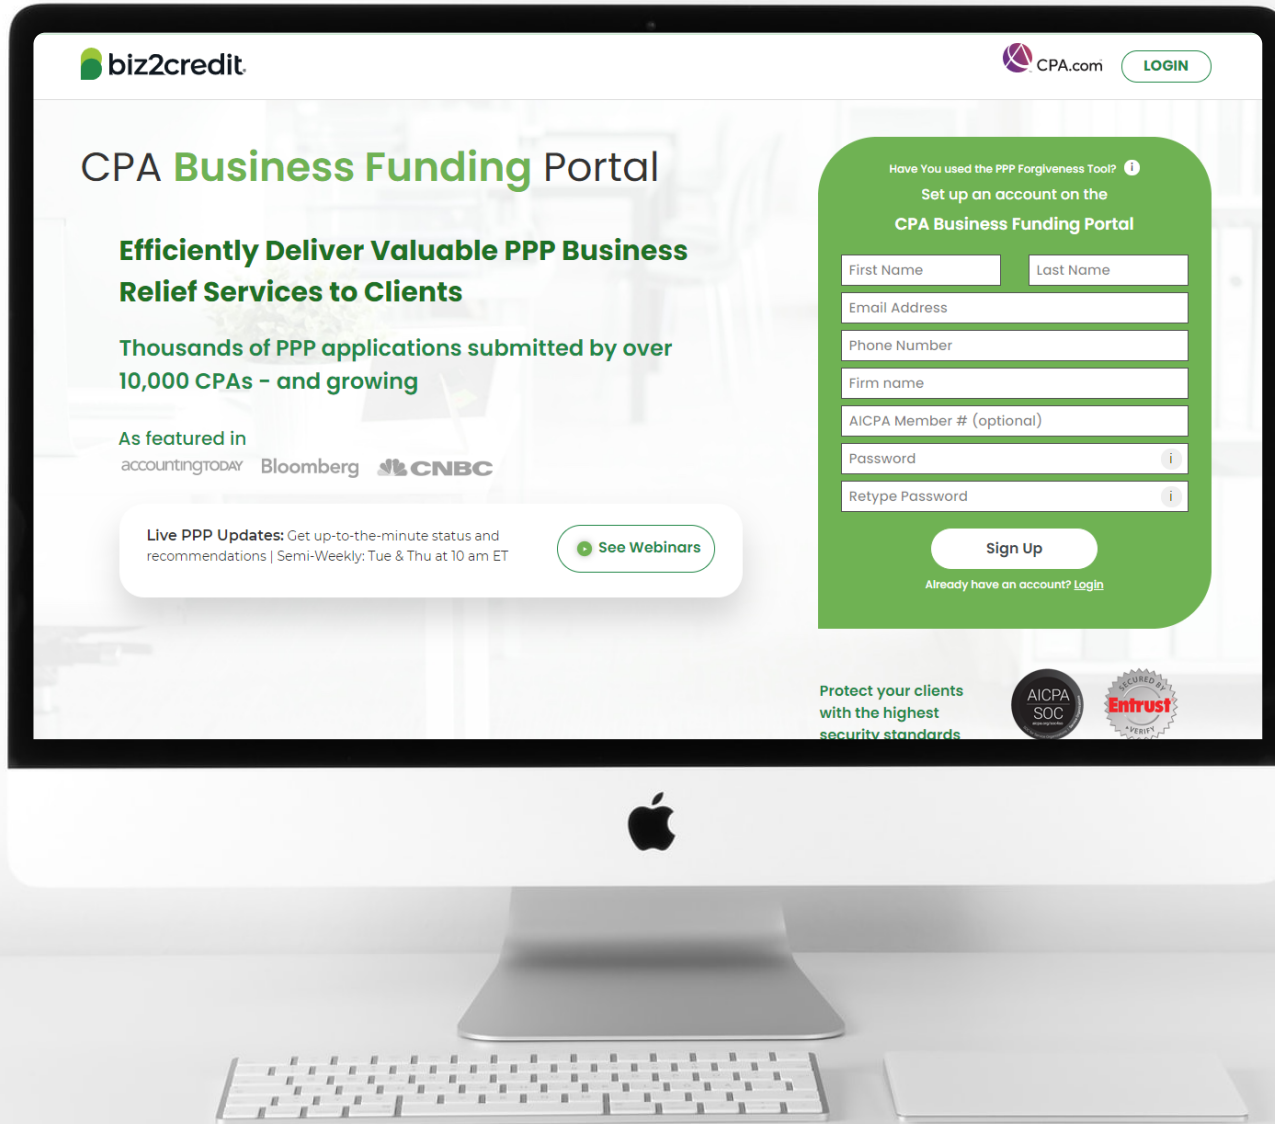 biz2credit
CPA.com
LOGIN
CPA Business Funding Portal
Efficiently Deliver Valuable PPP Business
Relief Services to Clients
Thousands of PPP applications submitted by over
10,000 CPAs - and growing
As featured in
accountingTODAY Bloomberg CNBC
Live PPP Updates: Get up-to-the-minute status and
recommendations | Semi-Weekly: Tue & Thu at 10 am ET
See Webinars
Have You used the PPP Forgiveness Tool? i
Set up an account on the
CPA Business Funding Portal
First Name
Last Name
Email Address
Phone Number
Firm name
AICPA Member # (optional)
Password i
Retype Password i
Sign Up
Already have an account? Login
Protect your clients
with the highest
security standards
AICPA
SOC
SECURED BY
Entrust
VERIFY